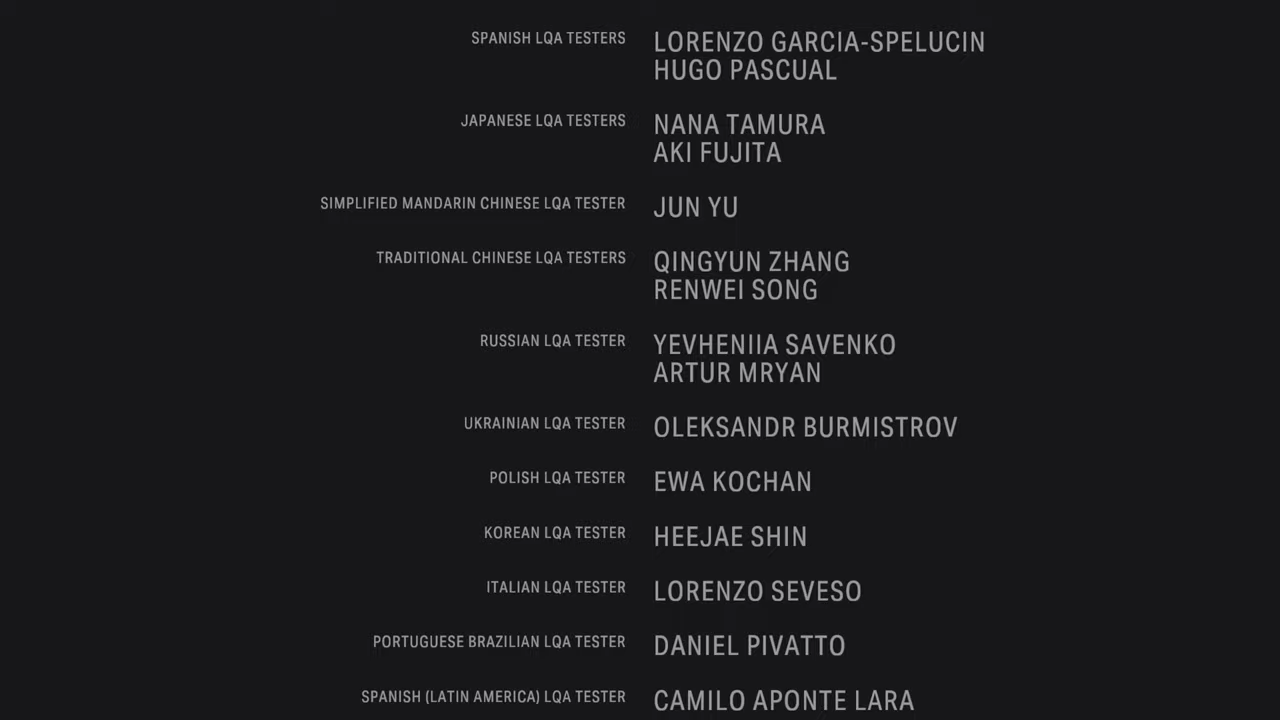 SPANISH LQA TESTERS LORENZO GARCIA-SPELUCIN
HUGO PASCUAL
JAPANESE LQA TESTERS NANA TAMURA
AKI FUJITA
SIMPLIFIED MANDARIN CHINESE LQA TESTER JUN YU
TRADITIONAL CHINESE LQA TESTERS QINGYUN ZHANG
RENWEI SONG
RUSSIAN LQA TESTER YEVHENIIA SAVENKO
ARTUR MRYAN
UKRAINIAN LQA TESTER OLEKSANDR BURMISTROV
POLISH LQA TESTER EWA KOCHAN
KOREAN LQA TESTER HEEJAE SHIN
ITALIAN LQA TESTER LORENZO SEVESO
PORTUGUESE BRAZILIAN LQA TESTER DANIEL PIVATTO
SPANISH (LATIN AMERICA) LQA TESTER CAMILO APONTE LARA